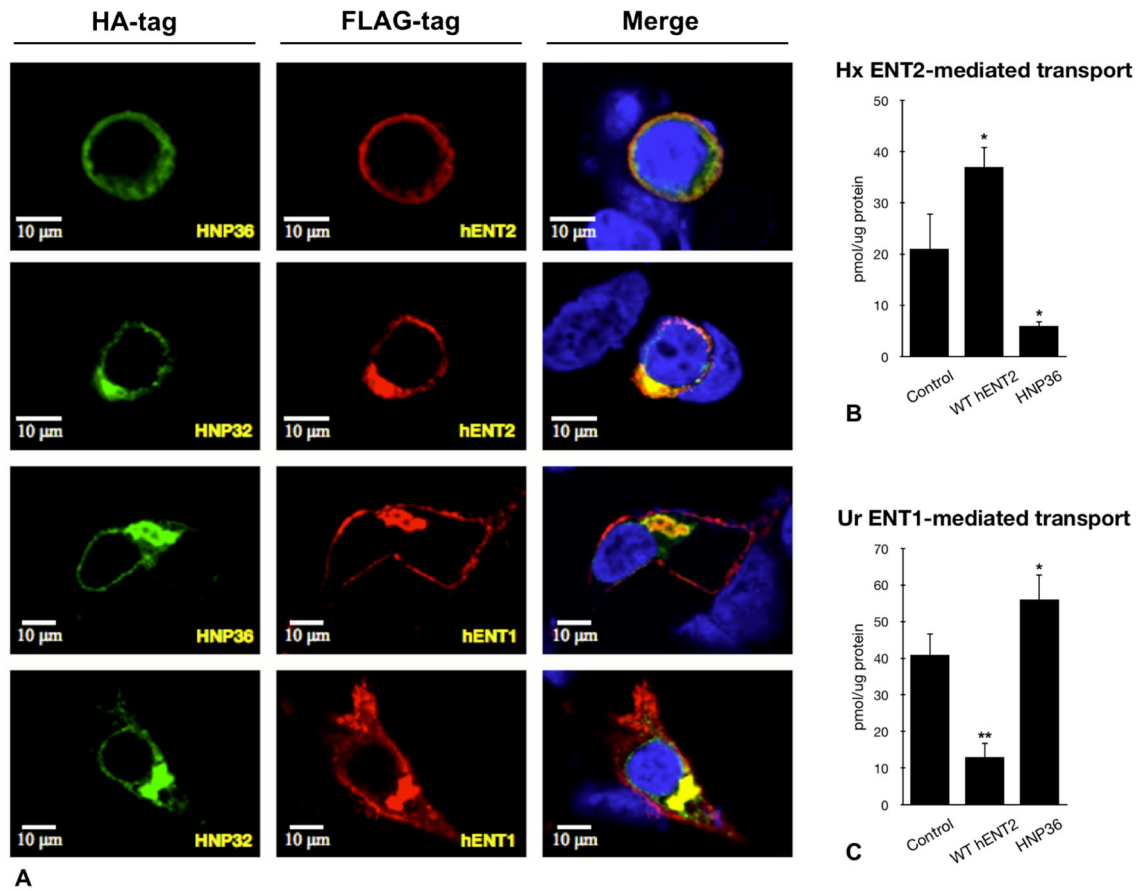 HA-tag FLAG-tag Merge
10 µm HNP36
10 µm hENT2
10 µm
10 µm HNP32
10 µm hENT2
10 µm
10 µm HNP36
10 µm hENT1
10 µm
10 µm HNP32
10 µm hENT1
10 µm
A
Hx ENT2-mediated transport
50
40
30
20
10
0
pmol/ug protein
*
*
Control WT hENT2 HNP36
B
Ur ENT1-mediated transport
70
60
50
40
30
20
10
0
pmol/ug protein
**
*
Control WT hENT2 HNP36
C